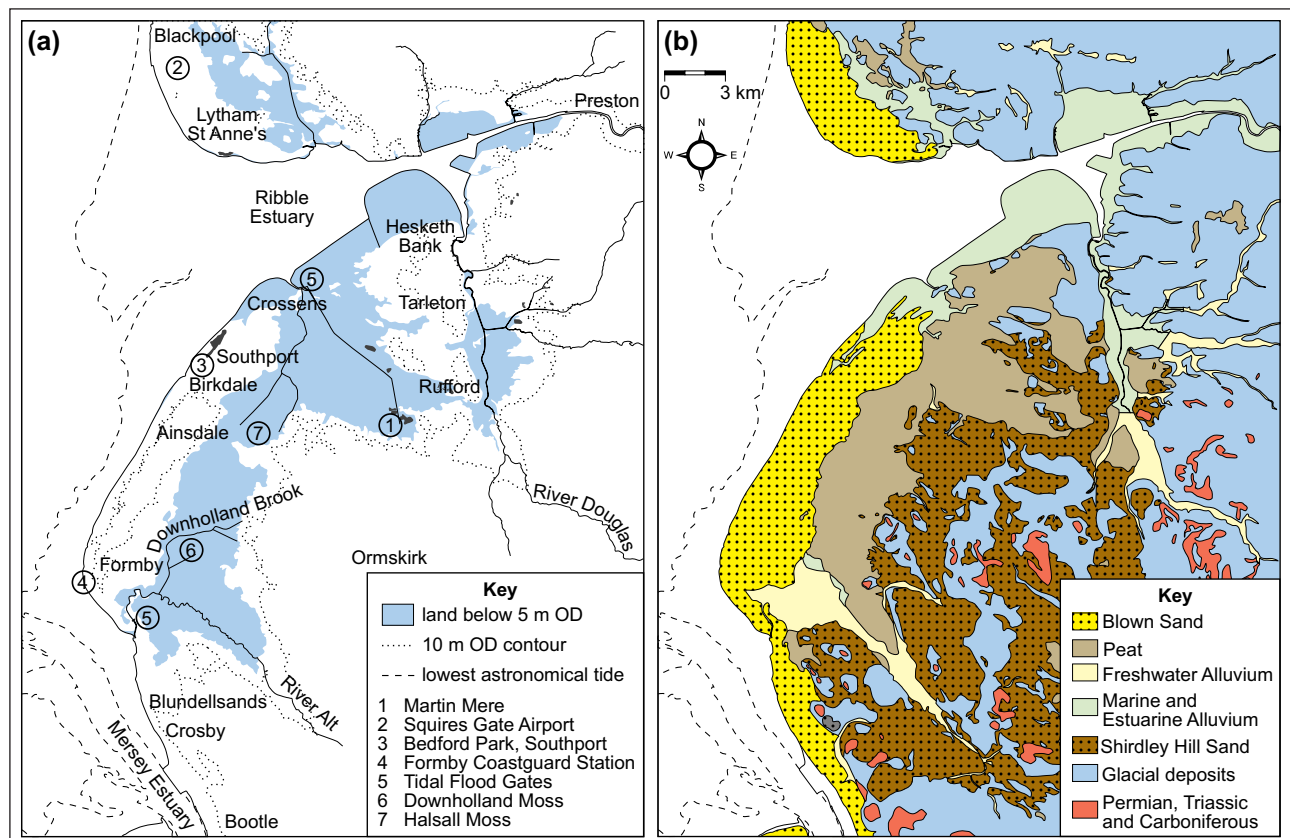 (a)
Blackpool
2
Lytham
St Anne's
Preston
Ribble
Estuary
Hesketh
Bank
5
Crossens
Tarleton
3
Southport
Birkdale
Rufford
1
Ainsdale
7
Downholland Brook
River Douglas
6
Formby
4
Ormskirk
5
River Alt
Blundellsands
Crosby
Mersey Estuary
Bootle
Key
land below 5 m OD
10 m OD contour
lowest astronomical tide
1 Martin Mere
2 Squires Gate Airport
3 Bedford Park, Southport
4 Formby Coastguard Station
5 Tidal Flood Gates
6 Downholland Moss
7 Halsall Moss
(b)
0 3 km
N
W E
S
Key
Blown Sand
Peat
Freshwater Alluvium
Marine and
Estuarine Alluvium
Shirdley Hill Sand
Glacial deposits
Permian, Triassic
and Carboniferous